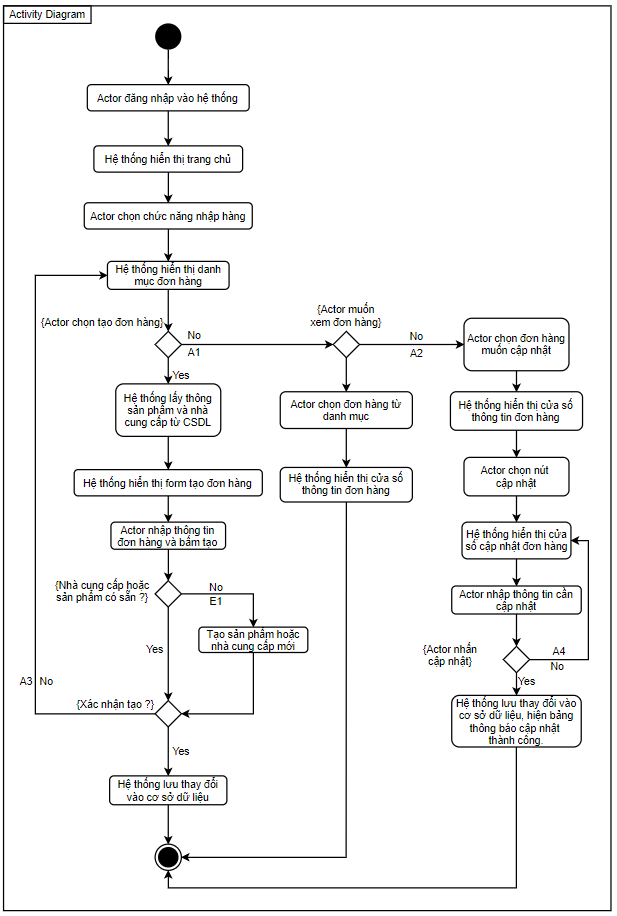 Activity Diagram
Actor đăng nhập vào hệ thống
Hệ thống hiển thị trang chủ
Actor chọn chức năng nhập hàng
Hệ thống hiển thị danh
mục đơn hàng
{Actor chọn tạo đơn hàng}
No
A1
Yes
{Actor muốn
xem đơn hàng}
No
A2
Actor chọn đơn hàng
muốn cập nhật
Hệ thống lấy thông
sản phẩm và nhà
cung cấp từ CSDL
Actor chọn đơn hàng từ
danh mục
Hệ thống hiển thị cửa số
thông tin đơn hàng
Hệ thống hiển thị form tạo đơn hàng
Hệ thống hiển thị cửa số
thông tin đơn hàng
Actor chọn nút
cập nhật
Actor nhập thông tin
đơn hàng và bấm tạo
Hệ thống hiển thị cửa
số cập nhật đơn hàng
{Nhà cung cấp hoặc
sản phẩm có sẵn ?}
No
E1
Actor nhập thông tin cần
cập nhật
Yes
Tạo sản phẩm hoặc
nhà cung cấp mới
{Actor nhấn
cập nhật}
A4
No
Yes
A3
No
{Xác nhận tạo ?}
Hệ thống lưu thay đổi vào
cơ sở dữ liệu, hiện bảng
thông báo cập nhật
thành công.
Yes
Hệ thống lưu thay đổi
vào cơ sở dữ liệu